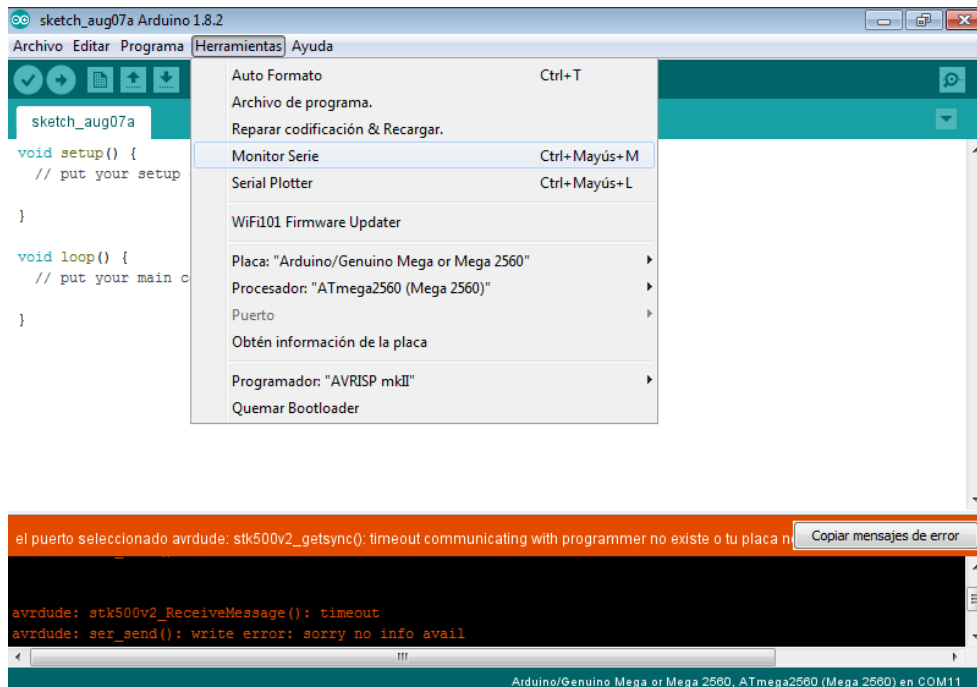 sketch_aug07a Arduino 1.8.2
Archivo Editar Programa Herramientas Ayuda
sketch_aug07a
Auto Formato Ctrl+T
Archivo de programa.
Reparar codificación & Recargar.
Monitor Serie Ctrl+Mayús+M
Serial Plotter Ctrl+Mayús+L
WiFi101 Firmware Updater
Placa: "Arduino/Genuino Mega or Mega 2560"
Procesador: "ATmega2560 (Mega 2560)"
Puerto
Obtén información de la placa
Programador: "AVRISP mkII"
Quemar Bootloader
void setup() {
// put your setup
}
void loop() {
// put your main c
}
el puerto seleccionado avrdude: stk500v2_getsync(): timeout communicating with programmer no existe o tu placa n
Copiar mensajes de error
avrdude: stk500v2_ReceiveMessage(): timeout
avrdude: ser_send(): write error: sorry no info avail
Arduino/Genuino Mega or Mega 2560, ATmega2560 (Mega 2560) en COM11